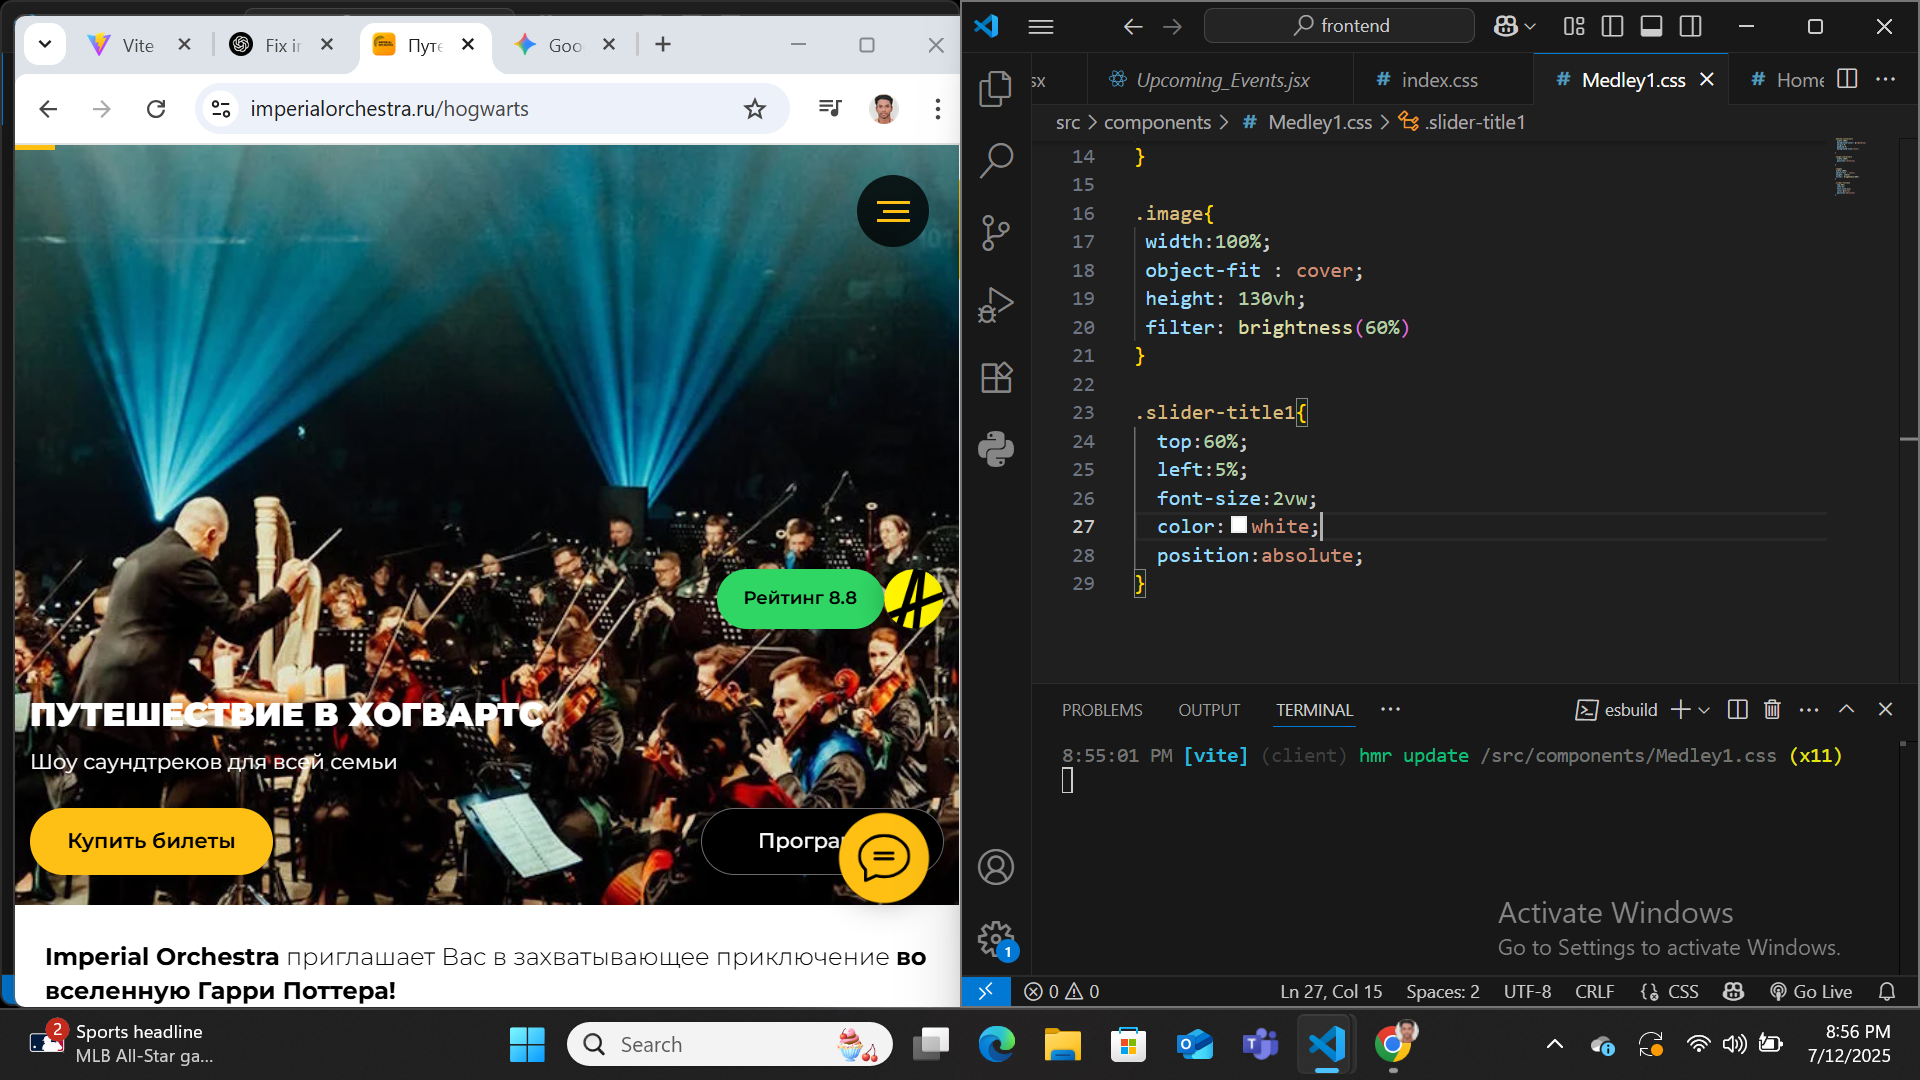 Vite
Fix ir
Путе
Goo
imperialorchestra.ru/hogwarts
Рейтинг 8.8
ПУТЕШЕСТВИЕ В ХОГВАРТС
Шоу саундтреков для всей семьи
Купить билеты
Програ
Imperial Orchestra приглашает Вас в захватывающее приключение во
вселенную Гарри Поттера!
frontend
sx
Upcoming_Events.jsx
# index.css
# Medley1.css
# Home
src > components > # Medley1.css > .slider-title1
14 }
15
16 .image{
17 width:100%;
18 object-fit : cover;
19 height: 130vh;
20 filter: brightness(60%)
21 }
22
23 .slider-title1{
24 top:60%;
25 left:5%;
26 font-size:2vw;
27 color: white;
28 position:absolute;
29 }
PROBLEMS OUTPUT TERMINAL ...
esbuild
8:55:01 PM [vite] (client) hmr update /src/components/Medley1.css (x11)
Activate Windows
Go to Settings to activate Windows.
1
0 0
Ln 27, Col 15 Spaces: 2 UTF-8 CRLF {} CSS Go Live
2
Sports headline
MLB All-Star ga...
Search
8:56 PM
7/12/2025